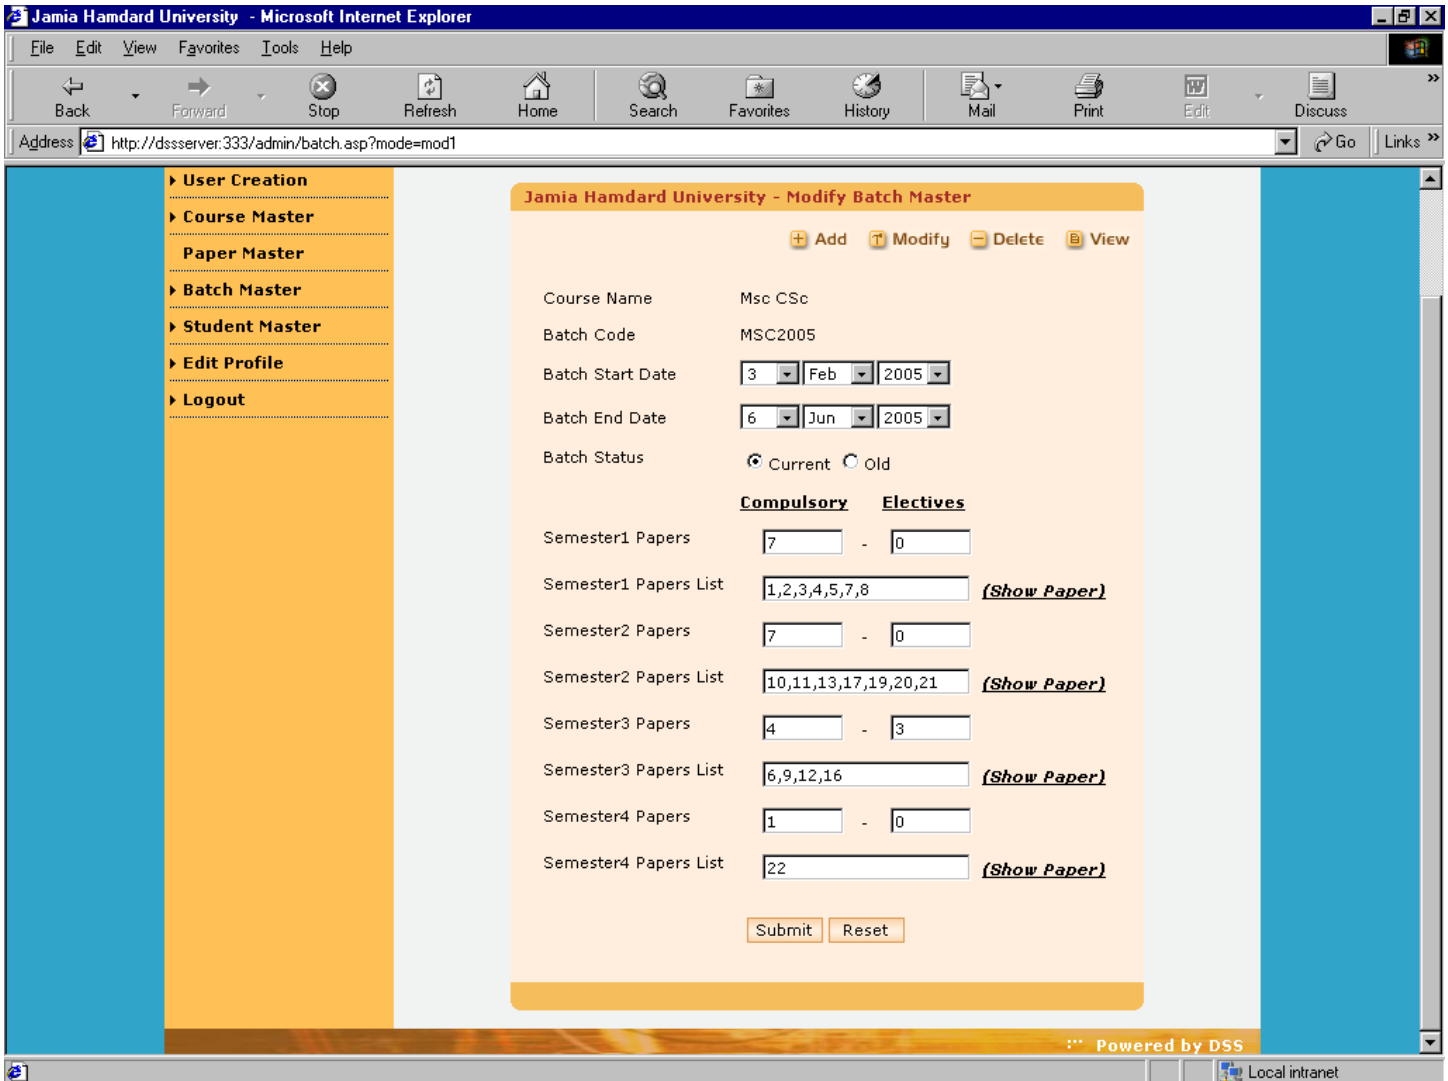 Jamia Hamdard University - Microsoft Internet Explorer
File Edit View Favorites Tools Help
Back Forward Stop Refresh Home Search Favorites History Mail Print Edit Discuss »
Address http://dssserver:333/admin/batch.asp?mode=mod1 Go Links »
User Creation
Course Master
Paper Master
Batch Master
Student Master
Edit Profile
Logout
Jamia Hamdard University - Modify Batch Master
Add Modify Delete View
Course Name Msc CSc
Batch Code MSC2005
Batch Start Date 3 Feb 2005
Batch End Date 6 Jun 2005
Batch Status Current Old
Compulsory Electives
Semester1 Papers 7 - 0
Semester1 Papers List 1,2,3,4,5,7,8 (Show Paper)
Semester2 Papers 7 - 0
Semester2 Papers List 10,11,13,17,19,20,21 (Show Paper)
Semester3 Papers 4 - 3
Semester3 Papers List 6,9,12,16 (Show Paper)
Semester4 Papers 1 - 0
Semester4 Papers List 22 (Show Paper)
Submit Reset
Powered by DSS
Local intranet